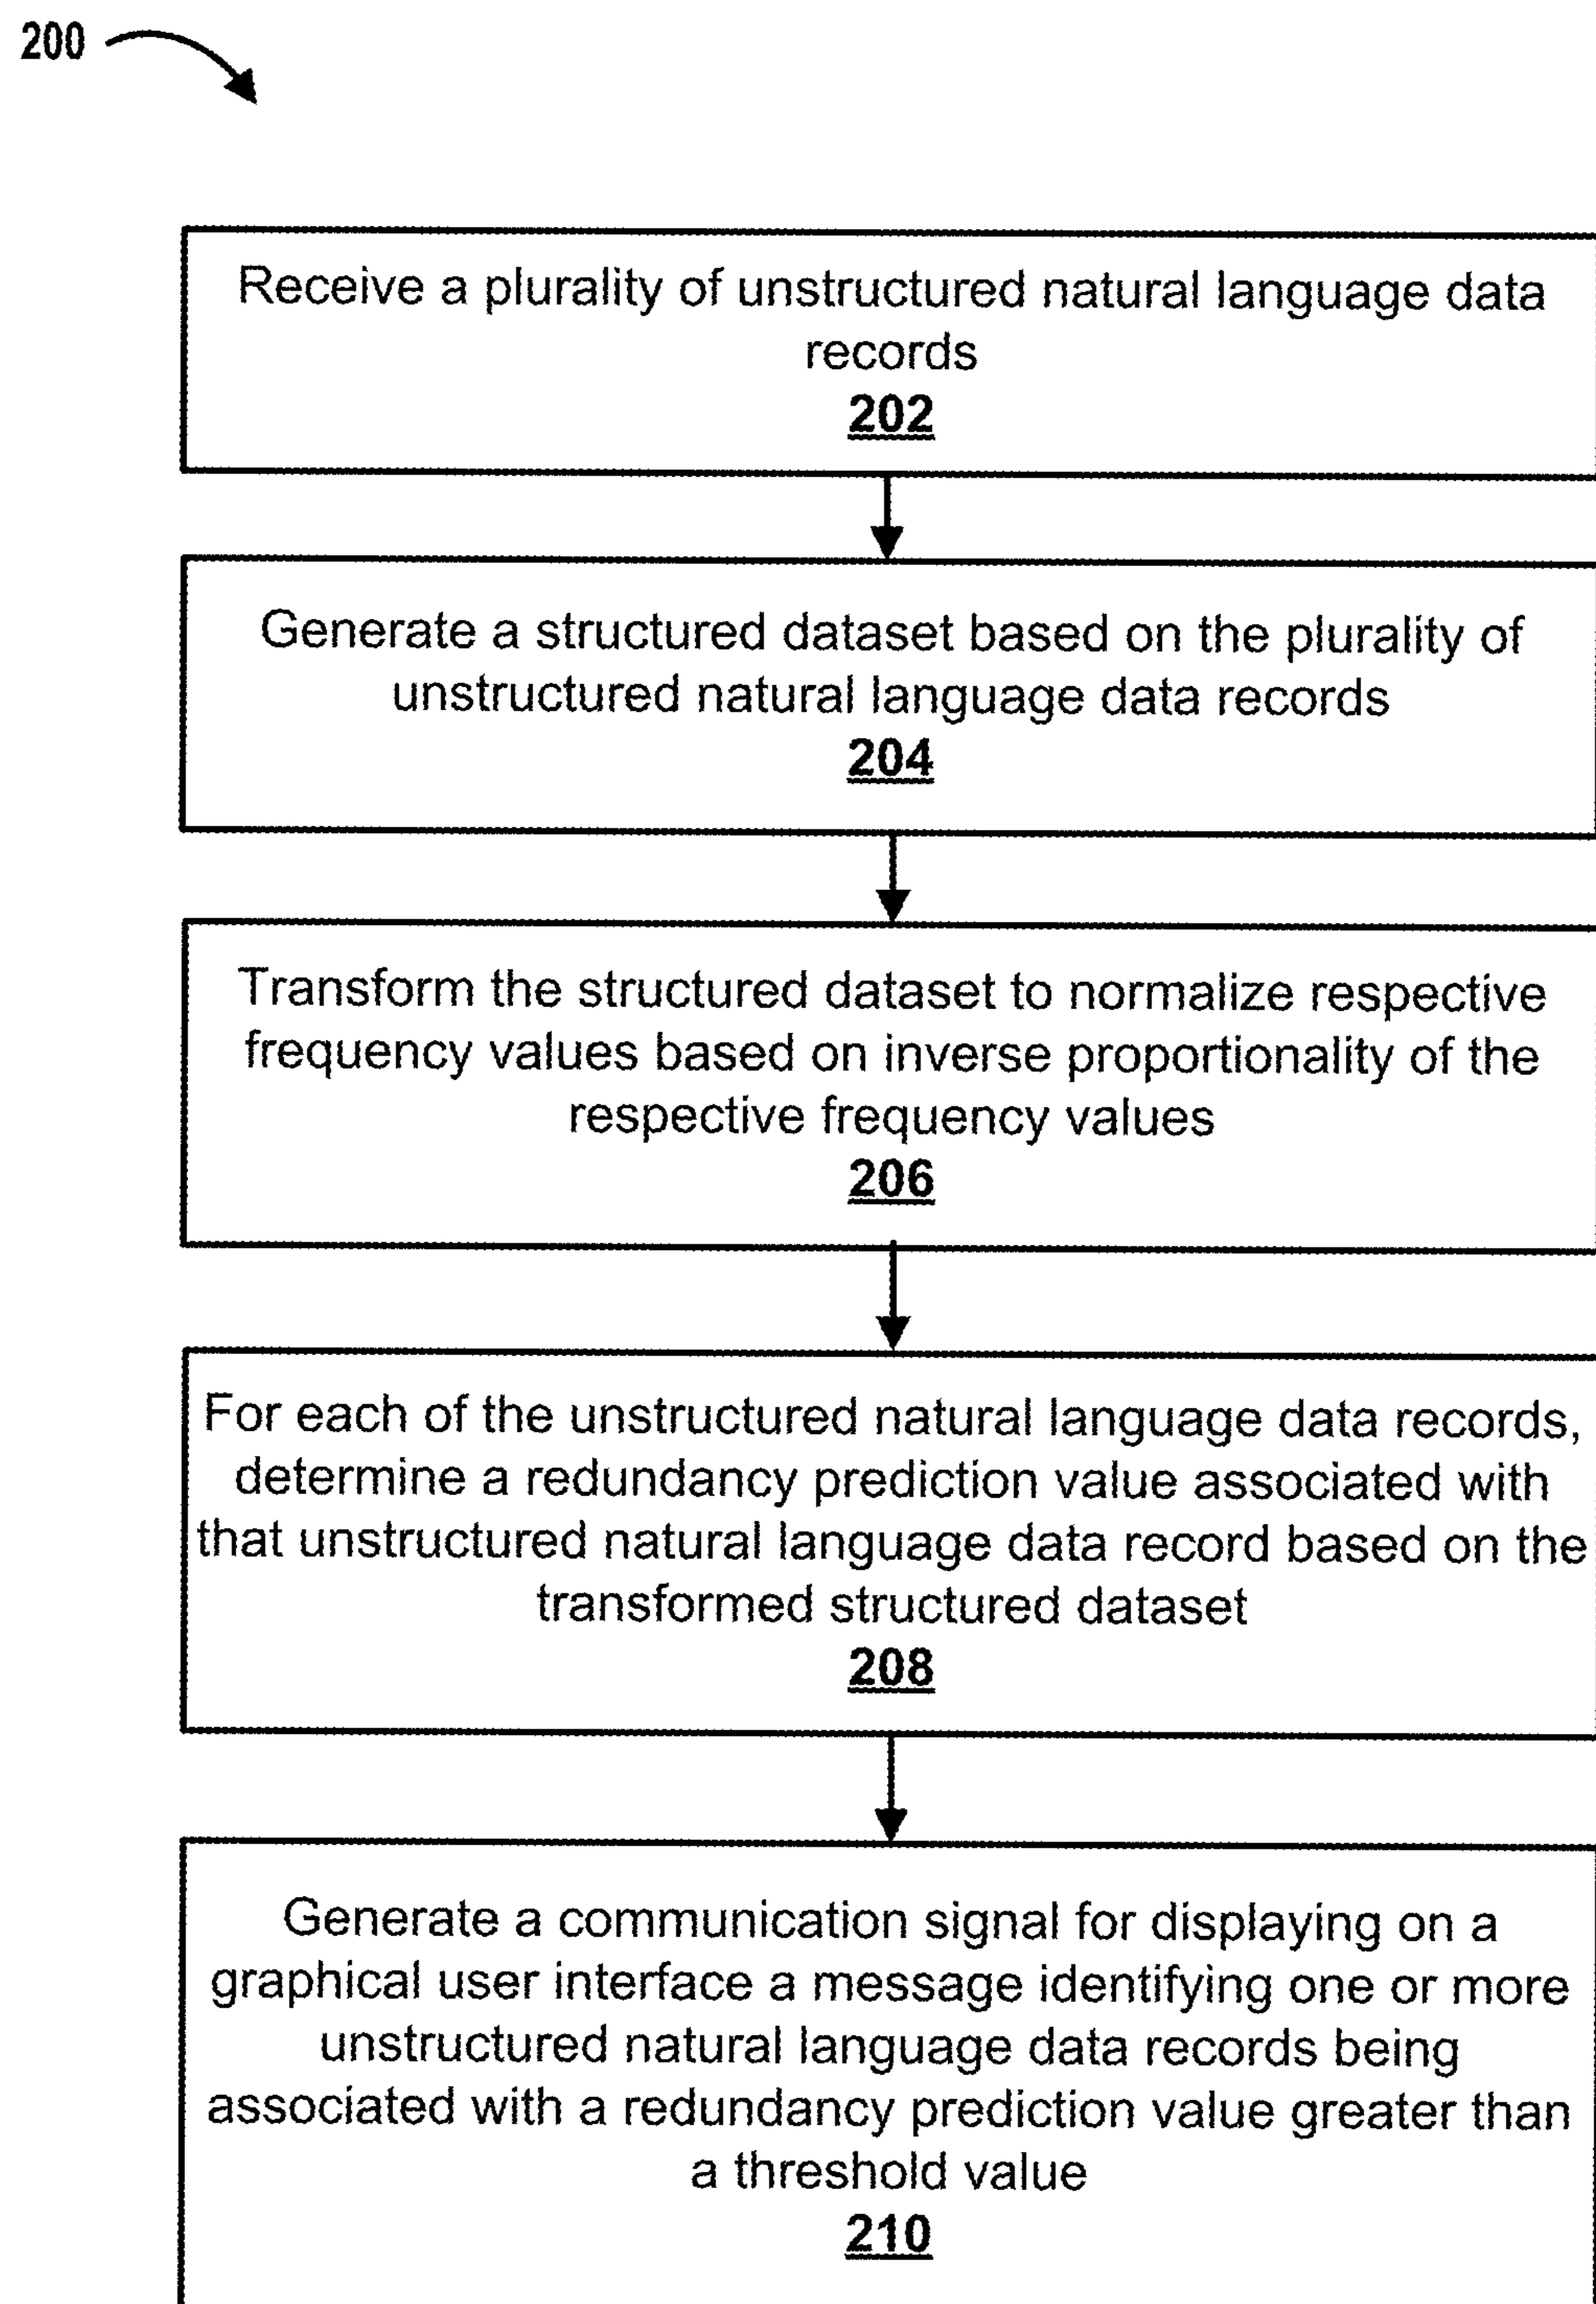 200
Receive a plurality of unstructured natural language data
records
202
Generate a structured dataset based on the plurality of
unstructured natural language data records
204
Transform the structured dataset to normalize respective
frequency values based on inverse proportionality of the
respective frequency values
206
For each of the unstructured natural language data records,
determine a redundancy prediction value associated with
that unstructured natural language data record based on the
transformed structured dataset
208
Generate a communication signal for displaying on a
graphical user interface a message identifying one or more
unstructured natural language data records being
associated with a redundancy prediction value greater than
a threshold value
210